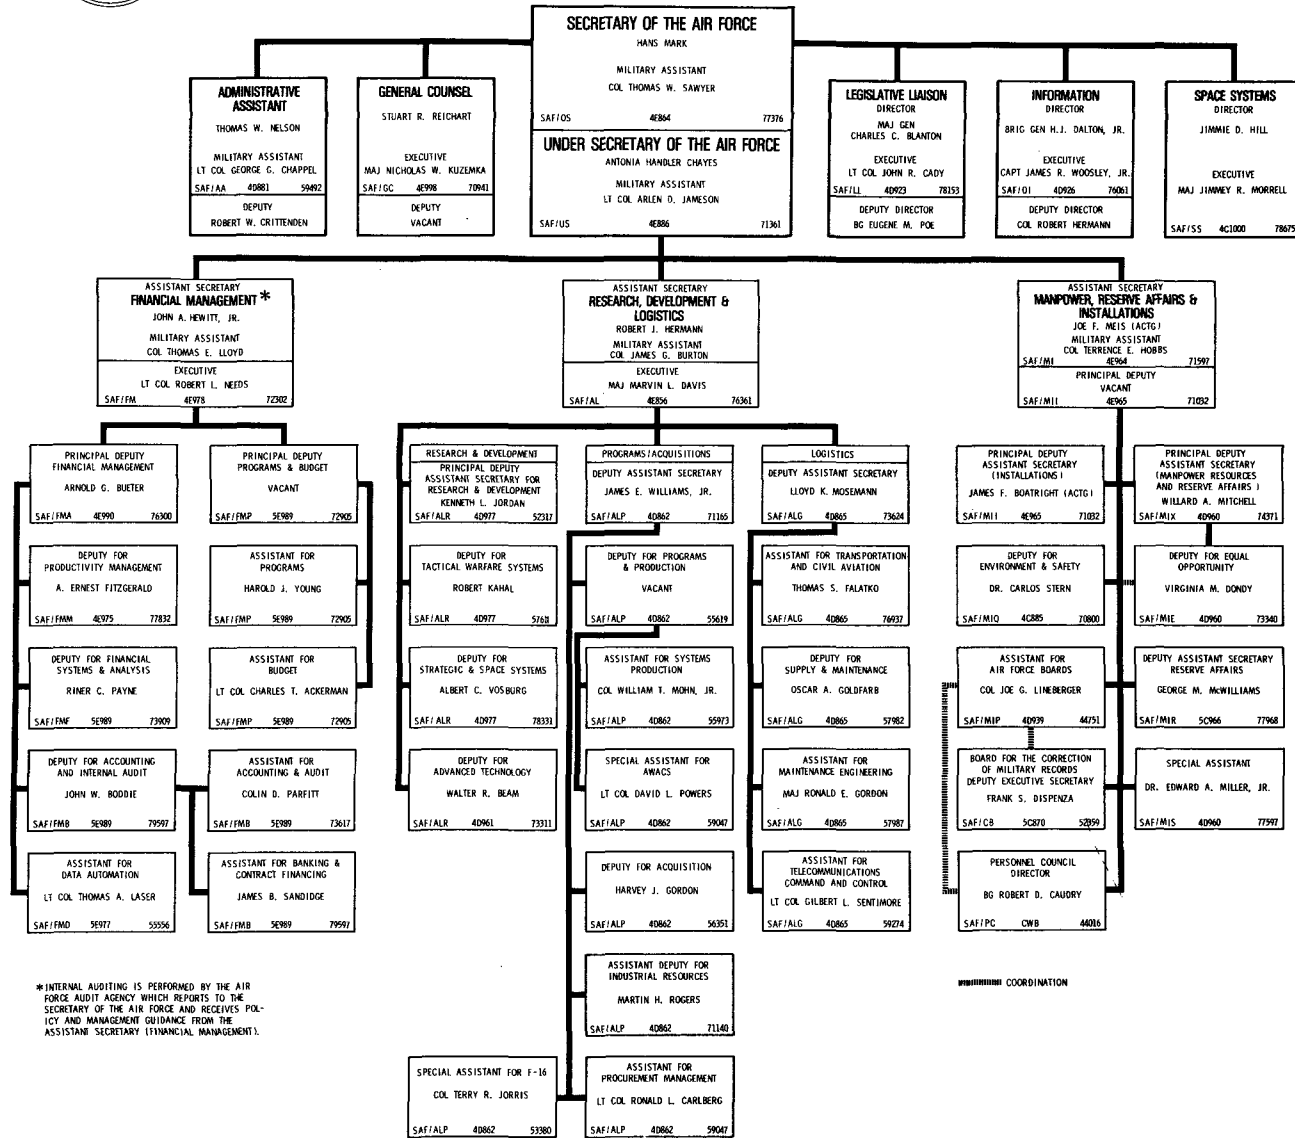 SECRETARY OF THE AIR FORCE
HANS MARK
MILITARY ASSISTANT
COL THOMAS W. SAWYER
SAF/OS 4E864 77376
UNDER SECRETARY OF THE AIR FORCE
ANTONIA HANDLER CHAYES
MILITARY ASSISTANT
LT COL ARLEN D. JAMESON
SAF/US 4E886 71361
ADMINISTRATIVE
ASSISTANT
THOMAS W. NELSON
MILITARY ASSISTANT
LT COL GEORGE G. CHAPPEL
SAF/AA 4D881 59492
DEPUTY
ROBERT W. CRITTENDEN
GENERAL COUNSEL
STUART R. REICHART
EXECUTIVE
MAJ NICHOLAS W. KUZEMKA
SAF/GC 4E998 70941
DEPUTY
VACANT
LEGISLATIVE LIAISON
DIRECTOR
MAJ GEN
CHARLES C. BLANTON
EXECUTIVE
LT COL JOHN R. CADY
SAF/LL 4D923 78153
DEPUTY DIRECTOR
BG EUGENE M. POE
INFORMATION
DIRECTOR
BRIG GEN H.J. DALTON, JR.
EXECUTIVE
CAPT JAMES R. WOOSLEY, JR.
SAF/OI 4D926 76061
DEPUTY DIRECTOR
COL ROBERT HERMANN
SPACE SYSTEMS
DIRECTOR
JIMMIE D. HILL
EXECUTIVE
MAJ JIMMEY R. MORRELL
SAF/SS 4C1000 78675
ASSISTANT SECRETARY
FINANCIAL MANAGEMENT *
JOHN A. HEWITT, JR.
MILITARY ASSISTANT
COL THOMAS E. LLOYD
EXECUTIVE
LT COL ROBERT L. NEEDS
SAF/FM 4E978 72302
ASSISTANT SECRETARY
RESEARCH, DEVELOPMENT &
LOGISTICS
ROBERT J. HERMANN
MILITARY ASSISTANT
COL JAMES G. BURTON
EXECUTIVE
MAJ MARVIN L. DAVIS
SAF/AL 4E856 76361
ASSISTANT SECRETARY
MANPOWER, RESERVE AFFAIRS &
INSTALLATIONS
JOE F. MEIS (ACTG)
MILITARY ASSISTANT
COL TERRENCE E. HOBBS
SAF/MI 4E964 71597
PRINCIPAL DEPUTY
VACANT
SAF/MII 4E965 71032
PRINCIPAL DEPUTY
FINANCIAL MANAGEMENT
ARNOLD G. BUETER
SAF/FMA 4E990 76300
PRINCIPAL DEPUTY
PROGRAMS & BUDGET
VACANT
SAF/FMP 5E989 72905
DEPUTY FOR
PRODUCTIVITY MANAGEMENT
A. ERNEST FITZGERALD
SAF/FMM 4E975 77832
ASSISTANT FOR
PROGRAMS
HAROLD J. YOUNG
SAF/FMP 5E989 72905
DEPUTY FOR FINANCIAL
SYSTEMS & ANALYSIS
RINER C. PAYNE
SAF/FMF 5E989 73909
ASSISTANT FOR
BUDGET
LT COL CHARLES T. ACKERMAN
SAF/FMP 5E989 72905
DEPUTY FOR ACCOUNTING
AND INTERNAL AUDIT
JOHN W. BODDIE
SAF/FMB 5E989 79597
ASSISTANT FOR
ACCOUNTING & AUDIT
COLIN D. PARFITT
SAF/FMB 5E989 73617
ASSISTANT FOR
DATA AUTOMATION
LT COL THOMAS A. LASER
SAF/FMD 5E977 55556
ASSISTANT FOR BANKING &
CONTRACT FINANCING
JAMES B. SANDIDGE
SAF/FMB 5E989 79597
*INTERNAL AUDITING IS PERFORMED BY THE AIR
FORCE AUDIT AGENCY WHICH REPORTS TO THE
SECRETARY OF THE AIR FORCE AND RECEIVES POL-
ICY AND MANAGEMENT GUIDANCE FROM THE
ASSISTANT SECRETARY (FINANCIAL MANAGEMENT).
RESEARCH & DEVELOPMENT
PRINCIPAL DEPUTY
ASSISTANT SECRETARY FOR
RESEARCH & DEVELOPMENT
KENNETH L. JORDAN
SAF/ALR 4D977 52317
DEPUTY FOR
TACTICAL WARFARE SYSTEMS
ROBERT KAHAL
SAF/ALR 4D977
DEPUTY FOR
STRATEGIC & SPACE SYSTEMS
ALBERT C. VOSBURG
SAF/ALR 4D977 78331
DEPUTY FOR
ADVANCED TECHNOLOGY
WALTER R. BEAM
SAF/ALR 4D961 73311
PROGRAMS/ACQUISITIONS
DEPUTY ASSISTANT SECRETARY
JAMES E. WILLIAMS, JR.
SAF/ALP 4D862 71165
DEPUTY FOR PROGRAMS
& PRODUCTION
VACANT
SAF/ALP 4D862 55619
ASSISTANT FOR SYSTEMS
PRODUCTION
COL WILLIAM T. MOHN, JR.
SAF/ALP 4D862 55973
SPECIAL ASSISTANT FOR
AWACS
LT COL DAVID L. POWERS
SAF/ALP 4D862 59047
DEPUTY FOR ACQUISITION
HARVEY J. GORDON
SAF/ALP 4D862 56351
ASSISTANT DEPUTY FOR
INDUSTRIAL RESOURCES
MARTIN H. ROGERS
SAF/ALP 4D862 71140
SPECIAL ASSISTANT FOR F-16
COL TERRY R. JORRIS
SAF/ALP 4D862 53380
ASSISTANT FOR
PROCUREMENT MANAGEMENT
LT COL RONALD L. CARLBERG
SAF/ALP 4D862 59047
LOGISTICS
DEPUTY ASSISTANT SECRETARY
LLOYD K. MOSEMANN
SAF/ALG 4D865 73624
ASSISTANT FOR TRANSPORTATION
AND CIVIL AVIATION
THOMAS S. FALATKO
SAF/ALG 4D865 76937
DEPUTY FOR
SUPPLY & MAINTENANCE
OSCAR A. GOLDFARB
SAF/ALG 4D865 57982
ASSISTANT FOR
MAINTENANCE ENGINEERING
MAJ RONALD E. GORDON
SAF/ALG 4D865 57987
ASSISTANT FOR
TELECOMMUNICATIONS
COMMAND AND CONTROL
LT COL GILBERT L. SENTIMORE
SAF/ALG 4D865 59274
PRINCIPAL DEPUTY
ASSISTANT SECRETARY
(INSTALLATIONS)
JAMES F. BOATRIGHT (ACTG)
SAF/MII 4E965 71032
PRINCIPAL DEPUTY
ASSISTANT SECRETARY
(MANPOWER RESOURCES
AND RESERVE AFFAIRS)
WILLARD A. MITCHELL
SAF/MIX 4D960 74371
DEPUTY FOR
ENVIRONMENT & SAFETY
DR. CARLOS STERN
SAF/MIQ 4C885 70800
DEPUTY FOR EQUAL
OPPORTUNITY
VIRGINIA M. DONDY
SAF/MIE 4D960 73340
ASSISTANT FOR
AIR FORCE BOARDS
COL JOE G. LINEBERGER
SAF/MIP 4D939 44751
DEPUTY ASSISTANT SECRETARY
RESERVE AFFAIRS
GEORGE M. McWILLIAMS
SAF/MIR 5C966 77968
BOARD FOR THE CORRECTION
OF MILITARY RECORDS
DEPUTY EXECUTIVE SECRETARY
FRANK S. DISPENZA
SAF/CB 5C870
SPECIAL ASSISTANT
DR. EDWARD A. MILLER, JR.
SAF/MIS 4D960 77597
PERSONNEL COUNCIL
DIRECTOR
BG ROBERT D. CAUDRY
SAF/PC CWB 44016
COORDINATION